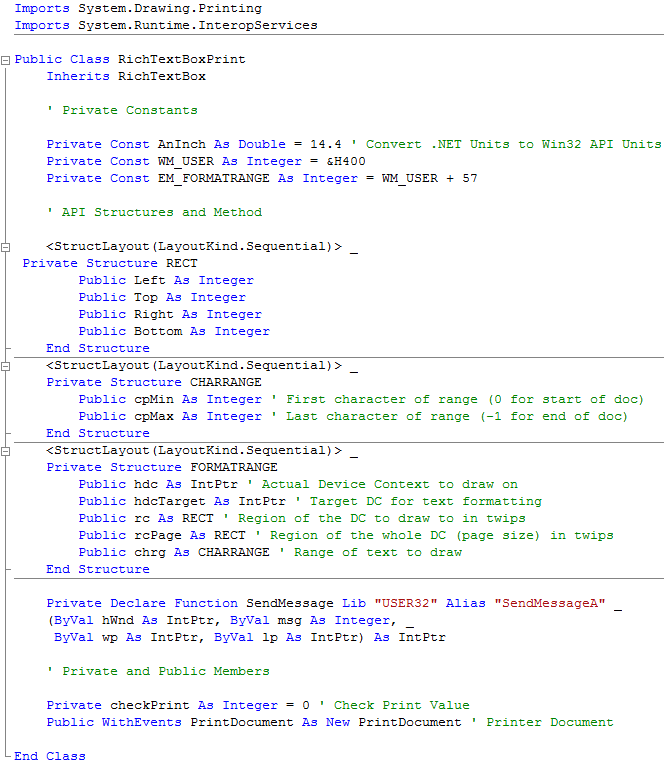 Imports System.Drawing.Printing
Imports System.Runtime.InteropServices
Public Class RichTextBoxPrint
Inherits RichTextBox
' Private Constants
Private Const AnInch As Double = 14.4 ' Convert .NET Units to Win32 API Units
Private Const WM_USER As Integer = &H400
Private Const EM_FORMATRANGE As Integer = WM_USER + 57
' API Structures and Method
<StructLayout(LayoutKind.Sequential)> _
Private Structure RECT
Public Left As Integer
Public Top As Integer
Public Right As Integer
Public Bottom As Integer
End Structure
<StructLayout(LayoutKind.Sequential)> _
Private Structure CHARRANGE
Public cpMin As Integer ' First character of range (0 for start of doc)
Public cpMax As Integer ' Last character of range (-1 for end of doc)
End Structure
<StructLayout(LayoutKind.Sequential)> _
Private Structure FORMATRANGE
Public hdc As IntPtr ' Actual Device Context to draw on
Public hdcTarget As IntPtr ' Target DC for text formatting
Public rc As RECT ' Region of the DC to draw to in twips
Public rcPage As RECT ' Region of the whole DC (page size) in twips
Public chrg As CHARRANGE ' Range of text to draw
End Structure
Private Declare Function SendMessage Lib "USER32" Alias "SendMessageA" _
(ByVal hWnd As IntPtr, ByVal msg As Integer, _
ByVal wp As IntPtr, ByVal lp As IntPtr) As IntPtr
' Private and Public Members
Private checkPrint As Integer = 0 ' Check Print Value
Public WithEvents PrintDocument As New PrintDocument ' Printer Document
End Class